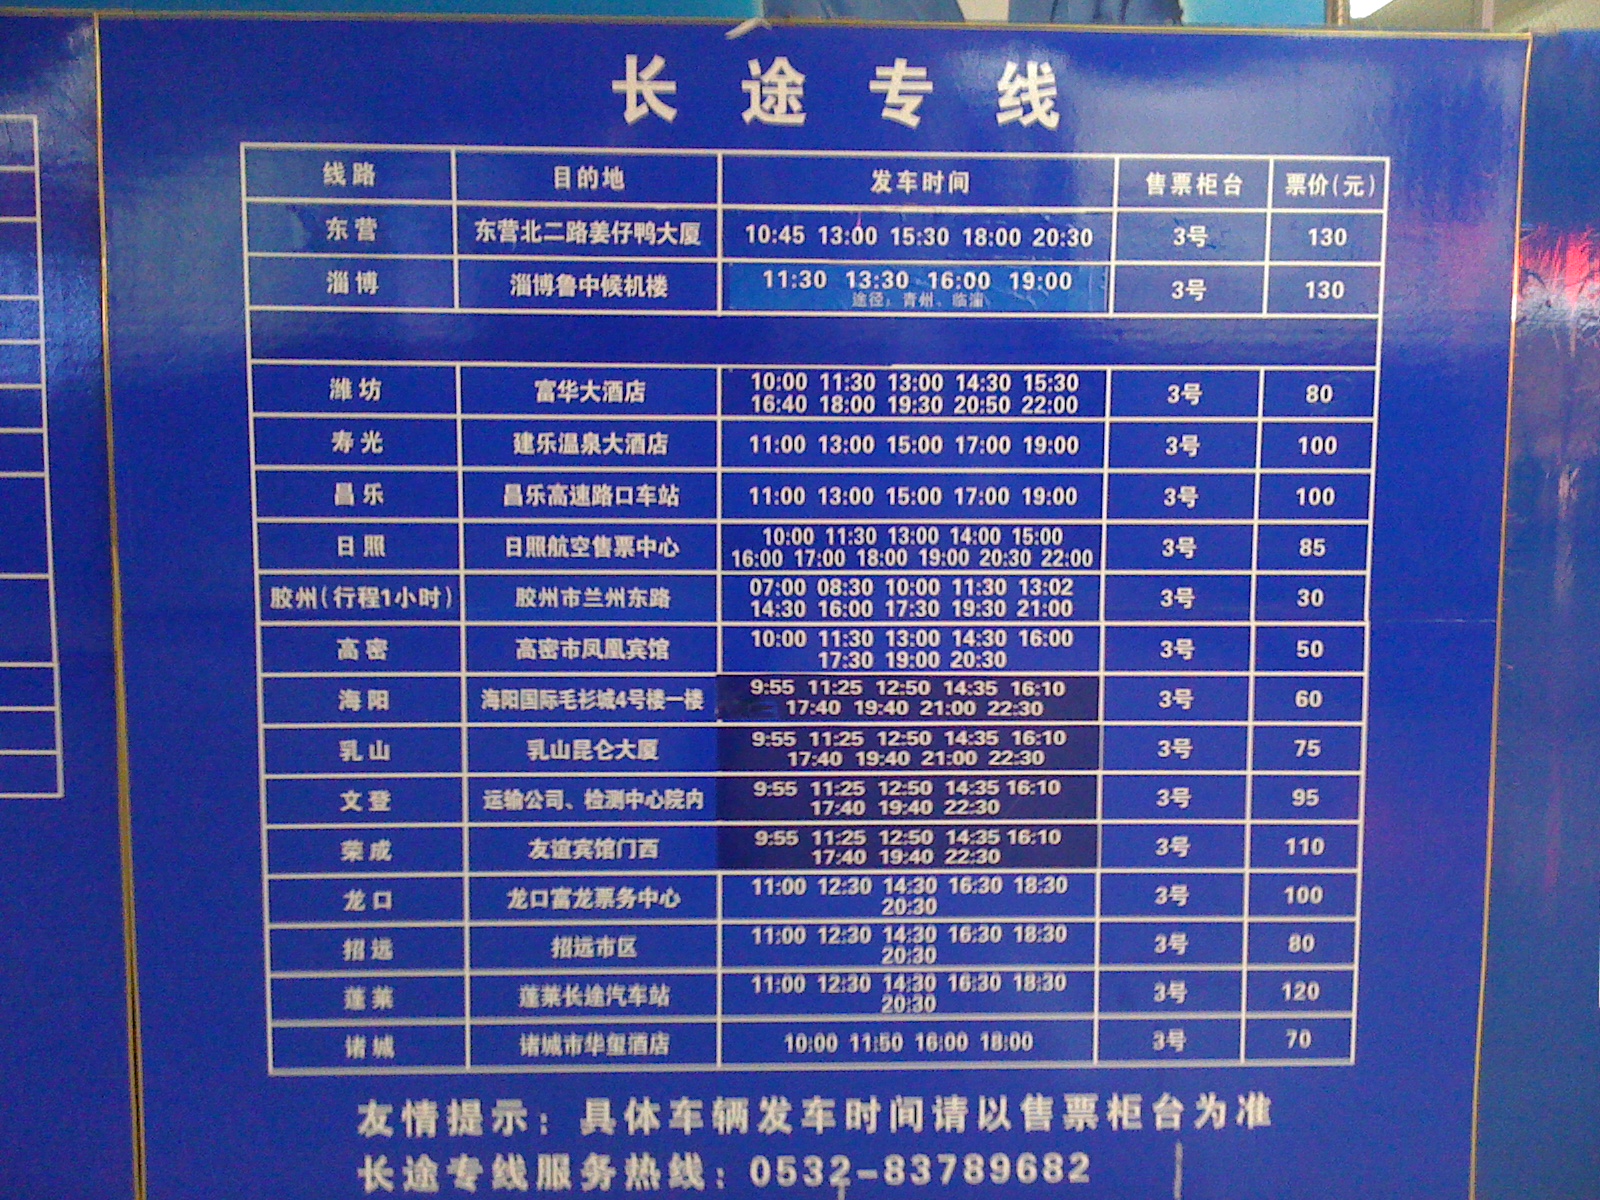 长途专线
线路 目的地 发车时间 售票柜台 票价(元)
东营 东营北二路姜仔鸭大厦 10:45 13:00 15:30 18:00 20:30 3号 130
淄博 淄博鲁中候机楼 11:30 13:30 16:00 19:00 3号 130
途径:青州、临淄
潍坊 富华大酒店 10:00 11:30 13:00 14:30 15:30 3号 80
16:40 18:00 19:30 20:50 22:00
寿光 建乐温泉大酒店 11:00 13:00 15:00 17:00 19:00 3号 100
昌乐 昌乐高速路口车站 11:00 13:00 15:00 17:00 19:00 3号 100
日照 日照航空售票中心 10:00 11:30 13:00 14:00 15:00 3号 85
16:00 17:00 18:00 19:00 20:30 22:00
胶州(行程1小时) 胶州市兰州东路 07:00 08:30 10:00 11:30 13:02 3号 30
14:30 16:00 17:30 19:30 21:00
高密 高密市凤凰宾馆 10:00 11:30 13:00 14:30 16:00 3号 50
17:30 19:00 20:30
海阳 海阳国际毛衫城4号楼一楼 9:55 11:25 12:50 14:35 16:10 3号 60
17:40 19:40 21:00 22:30
乳山 乳山昆仑大厦 9:55 11:25 12:50 14:35 16:10 3号 75
17:40 19:40 21:00 22:30
文登 运输公司、检测中心院内 9:55 11:25 12:50 14:35 16:10 3号 95
17:40 19:40 22:30
荣成 友谊宾馆门西 9:55 11:25 12:50 14:35 16:10 3号 110
17:40 19:40 22:30
龙口 龙口富龙票务中心 11:00 12:30 14:30 16:30 18:30 3号 100
20:30
招远 招远市区 11:00 12:30 14:30 16:30 18:30 3号 80
20:30
蓬莱 蓬莱长途汽车站 11:00 12:30 14:30 16:30 18:30 3号 120
20:30
诸城 诸城市华玺酒店 10:00 11:50 16:00 18:00 3号 70
友情提示:具体车辆发车时间请以售票柜台为准
长途专线服务热线:0532-83789682